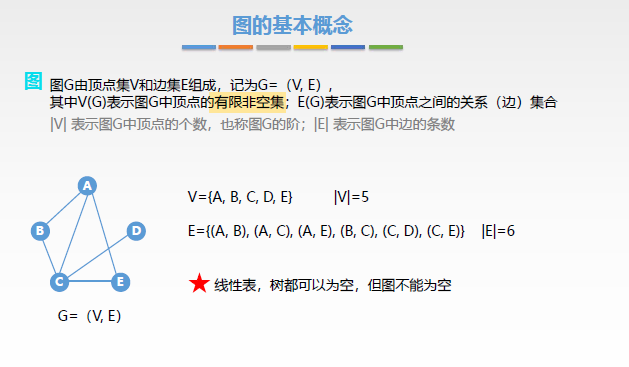 图的基本概念
图 图G由顶点集V和边集E组成，记为G=（V, E），
其中V(G)表示图G中顶点的有限非空集；E(G)表示图G中顶点之间的关系（边）集合
|V| 表示图G中顶点的个数，也称图G的阶；|E| 表示图G中边的条数
A
B
D
C
E
G=（V, E）
V={A, B, C, D, E} |V|=5
E={(A, B), (A, C), (A, E), (B, C), (C, D), (C, E)} |E|=6
线性表，树都可以为空，但图不能为空